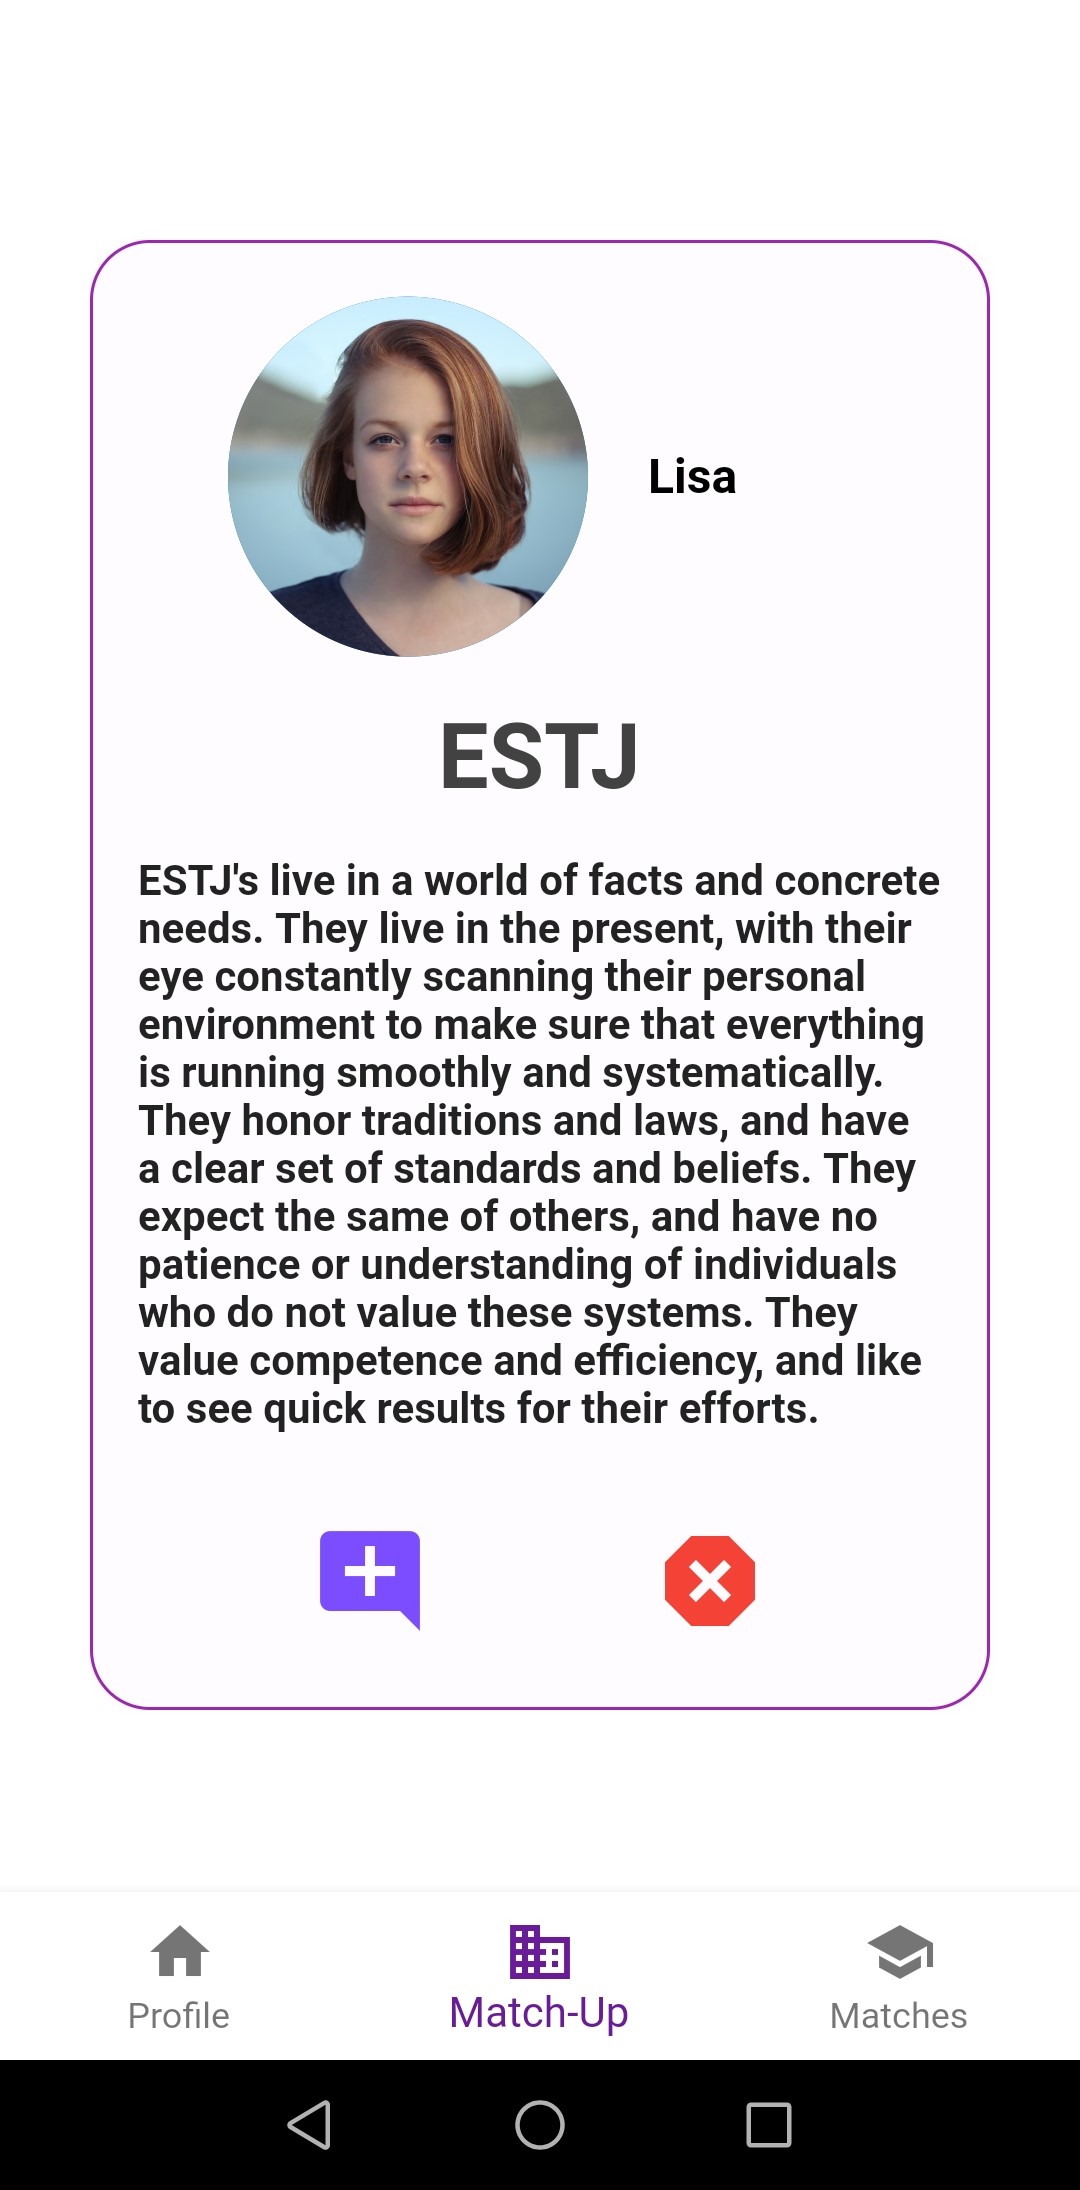 Lisa
ESTJ
ESTJ's live in a world of facts and concrete
needs. They live in the present, with their
eye constantly scanning their personal
environment to make sure that everything
is running smoothly and systematically.
They honor traditions and laws, and have
a clear set of standards and beliefs. They
expect the same of others, and have no
patience or understanding of individuals
who do not value these systems. They
value competence and efficiency, and like
to see quick results for their efforts.
Profile
Match-Up
Matches